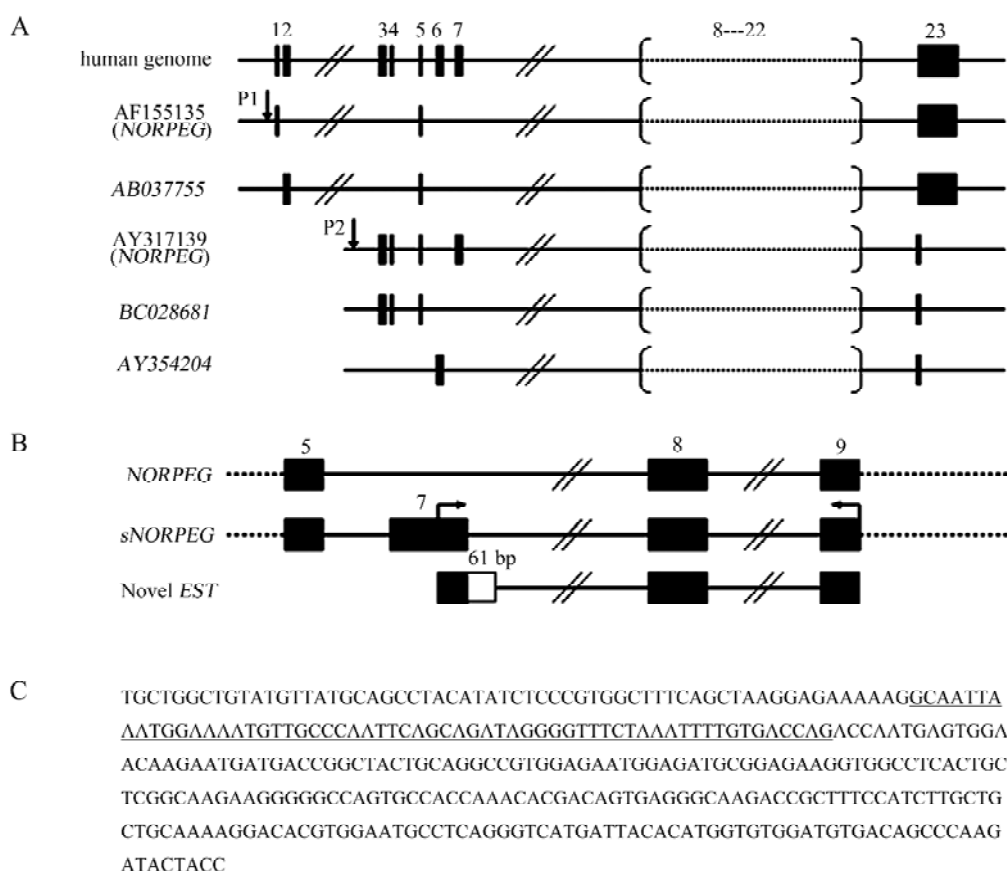 A
12 34 5 6 7 8---22 23
human genome
P1
AF155135
(NORPEG)
AB037755
P2
AY317139
(NORPEG)
BC028681
AY354204
B
5 8 9
NORPEG
7
sNORPEG
61 bp
Novel EST
C
TGCTGGCTGTATGTTATGCAGCCTACATATCTCCCGTGGCTTTCAGCTAAGGAGAAAAAGGCAATTA
AATGGAAAATGTTGCCCAATTCAGCAGATAGGGGTTTCTAAATTTTGTGACCAGACCAATGAGTGGA
ACAAGAATGATGACCGGCTACTGCAGGCCGTGGAGAATGGAGATGCGGAGAAGGTGGCCTCACTGC
TCGGCAAGAAGGGGGCCAGTGCCACCAAACACGACAGTGAGGGCAAGACCGCTTTCCATCTTGCTG
CTGCAAAAGGACACGTGGAATGCCTCAGGGTCATGATTACACATGGTGTGGATGTGACAGCCCAAG
ATACTACC